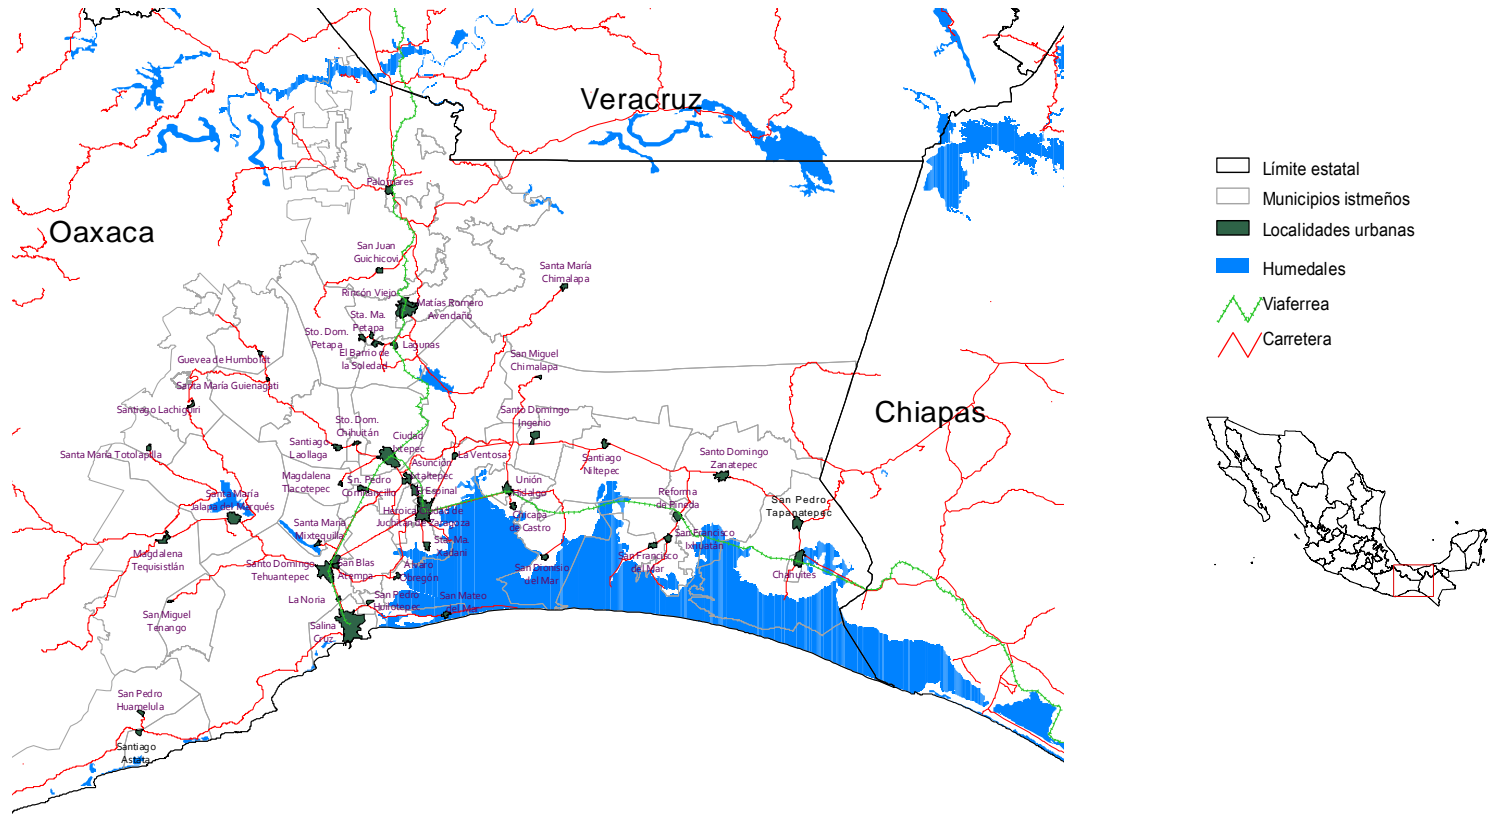 Veracruz
Oaxaca
Chiapas
Palomares
San Juan
Guichicovi
Santa María
Chimalapa
Rincón Viejo
Matías Romero
Avendaño
Sta. Ma.
Petapa
Sto. Dom.
Petapa
Lagunas
El Barrio de
la Soledad
San Miguel
Chimalapa
Guevea de Humboldt
Santa María Guienagati
Santiago Lachiguiri
Santo Domingo
Ingenio
Sto. Dom.
Chihuitán
Ciudad
Ixtepec
Santiago
Laollaga
Santa María Totolapilla
La Ventosa
Asunción
Ixtaltepec
Santiago
Niltepec
Santo Domingo
Zanatepec
Magdalena
Tlacotepec
Sn. Pedro
Comitancillo
El Espinal
Unión
Hidalgo
Santa María
Jalapa del Marqués
Reforma
de Pineda
San Pedro
Tapanatepec
Heroica Ciudad de
Juchitán de Zaragoza
Chicapa
de Castro
Santa María
Mixtequilla
Sta. Ma.
Xadani
San Francisco
Ixhuatán
San Francisco
del Mar
Magdalena
Tequisistlán
Santo Domingo
Tehuantepec
San Blas
Atempa
Alvaro
Obregón
San Dionisio
del Mar
Chahuites
La Noria
San Pedro
Huilotepec
San Mateo
del Mar
San Miguel
Tenango
Salina
Cruz
San Pedro
Huamelula
Santiago
Astata
Límite estatal
Municipios istmeños
Localidades urbanas
Humedales
Viaferrea
Carretera